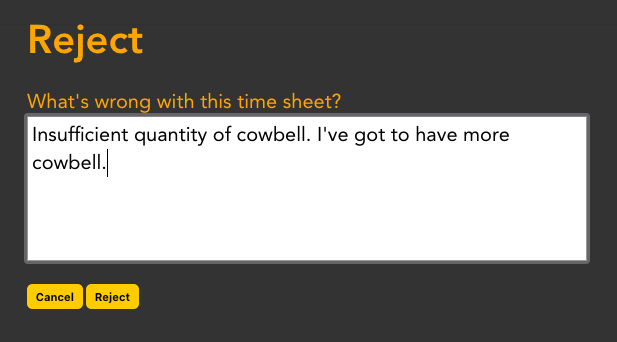 Reject
What's wrong with this time sheet?
Insufficient quantity of cowbell. I've got to have more
cowbell.
Cancel Reject